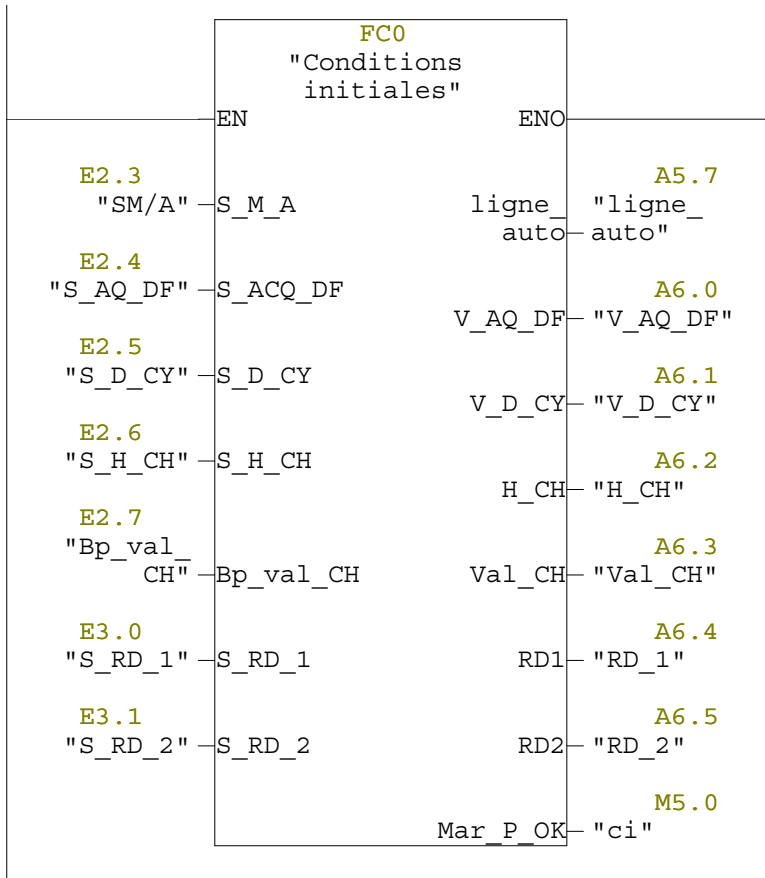 FC0
"Conditions
initiales"
EN ENO
E2.3 A5.7
"SM/A" S_M_A ligne_ "ligne_
auto auto"
E2.4 A6.0
"S_AQ_DF" S_ACQ_DF
V_AQ_DF "V_AQ_DF"
E2.5 A6.1
"S_D_CY" S_D_CY
V_D_CY "V_D_CY"
E2.6 A6.2
"S_H_CH" S_H_CH
H_CH "H_CH"
E2.7
"Bp_val_ A6.3
CH" Bp_val_CH Val_CH "Val_CH"
E3.0 A6.4
"S_RD_1" S_RD_1 RD1 "RD_1"
E3.1 A6.5
"S_RD_2" S_RD_2 RD2 "RD_2"
M5.0
Mar_P_OK "ci"